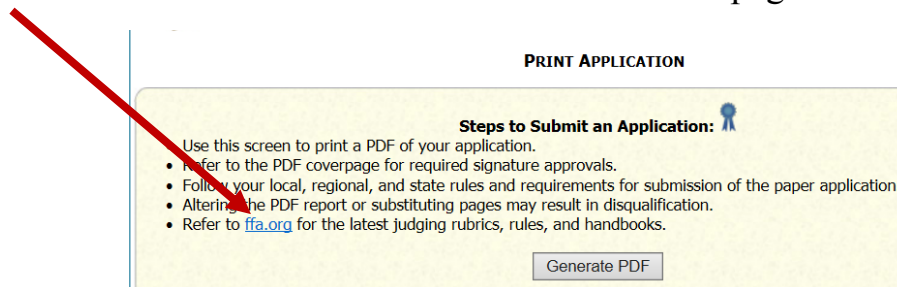 pag
PRINT APPLICATION
Steps to Submit an Application:
Use this screen to print a PDF of your application.
• Refer to the PDF coverpage for required signature approvals.
• Follow your local, regional, and state rules and requirements for submission of the paper application
• Altering the PDF report or substituting pages may result in disqualification.
• Refer to ffa.org for the latest judging rubrics, rules, and handbooks.
Generate PDF